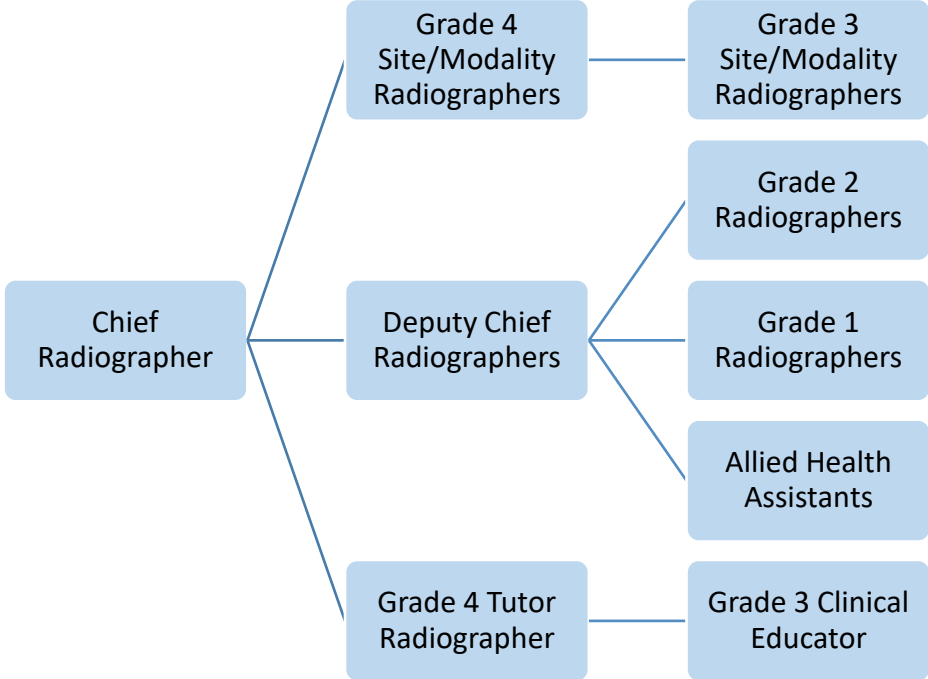 Grade 4
Site/Modality
Radiographers
Grade 3
Site/Modality
Radiographers
Grade 2
Radiographers
Chief
Radiographer
Deputy Chief
Radiographers
Grade 1
Radiographers
Allied Health
Assistants
Grade 4 Tutor
Radiographer
Grade 3 Clinical
Educator